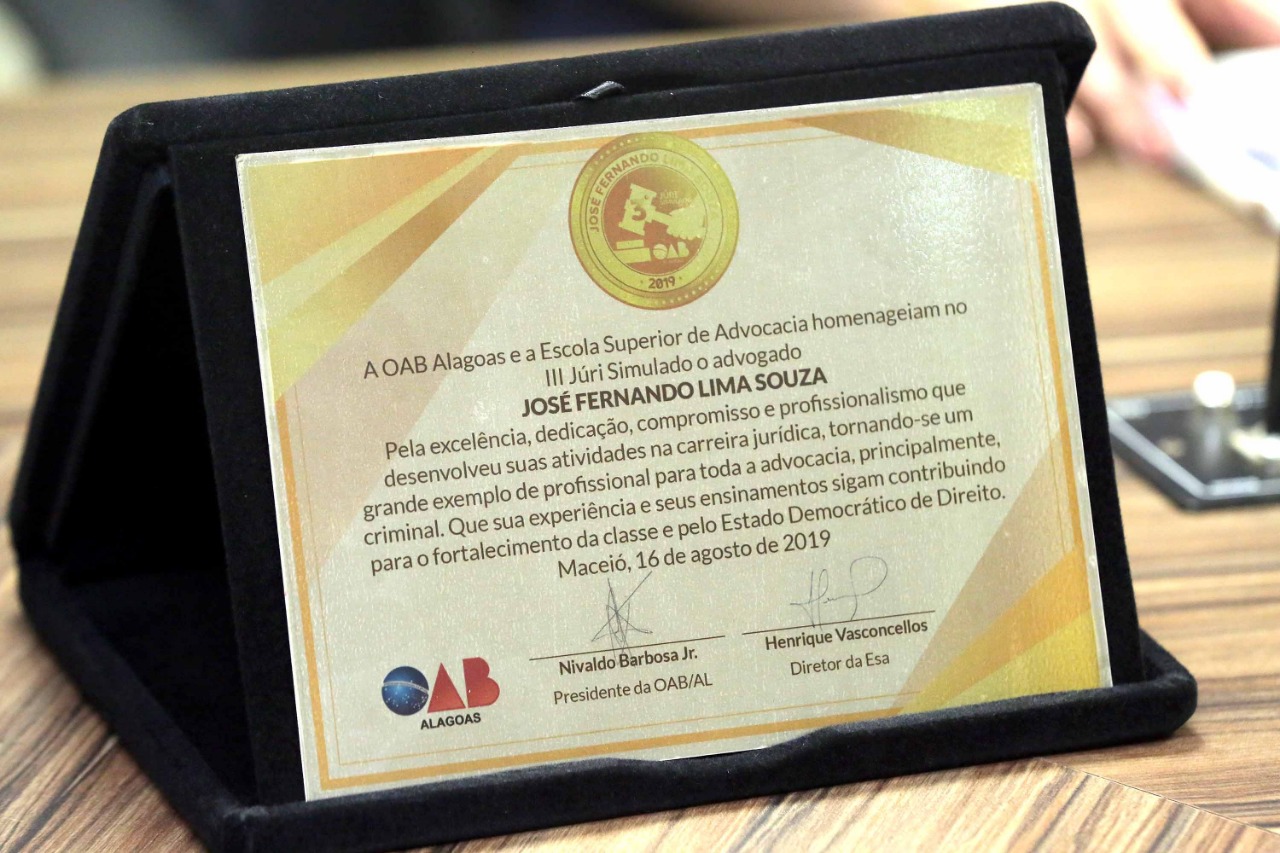 JOSÉ FERNANDO LIMA SOUZA
3
JÚRI
OAB
2019
A OAB Alagoas e a Escola Superior de Advocacia homenageiam no
III Júri Simulado o advogado
JOSÉ FERNANDO LIMA SOUZA
Pela excelência, dedicação, compromisso e profissionalismo que
desenvolveu suas atividades na carreira jurídica, tornando-se um
grande exemplo de profissional para toda a advocacia, principalmente,
criminal. Que sua experiência e seus ensinamentos sigam contribuindo
para o fortalecimento da classe e pelo Estado Democrático de Direito.
Maceió, 16 de agosto de 2019
Nivaldo Barbosa Jr.
Presidente da OAB/AL
Henrique Vasconcellos
Diretor da Esa
OAB
ALAGOAS